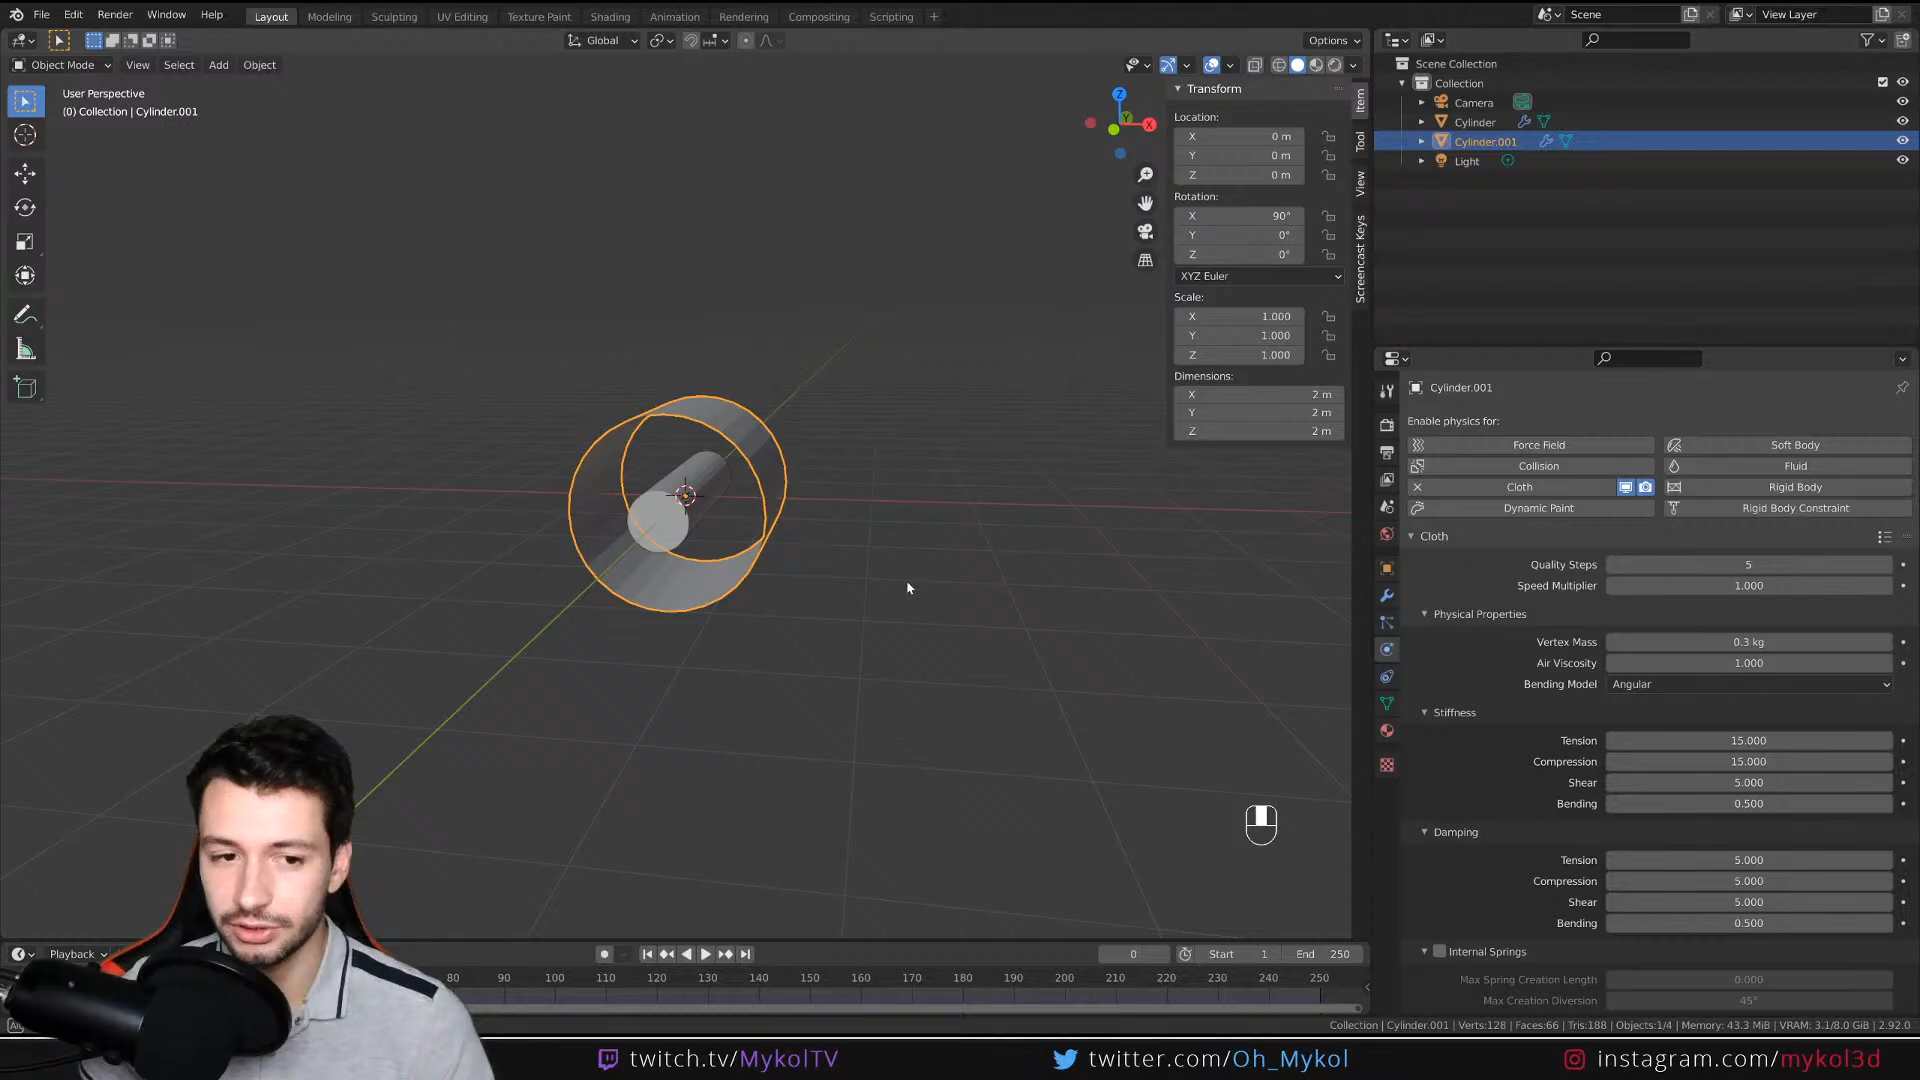 File Edit Render Window Help Layout Modeling Sculpting UV Editing Texture Paint Shading Animation Rendering Compositing Scripting + Scene View Layer
Global Options
Object Mode View Select Add Object
User Perspective
(0) Collection | Cylinder.001
Z
Y
X
Transform
Location:
X 0 m
Y 0 m
Z 0 m
Rotation:
X 90°
Y 0°
Z 0°
XYZ Euler
Scale:
X 1.000
Y 1.000
Z 1.000
Dimensions:
X 2 m
Y 2 m
Z 2 m
Item
Tool
View
Screencast Keys
Scene Collection
Collection
Camera
Cylinder
Cylinder.001
Light
Cylinder.001
Enable physics for:
Force Field Soft Body
Collision Fluid
Cloth Rigid Body
Dynamic Paint Rigid Body Constraint
Cloth
Quality Steps 5
Speed Multiplier 1.000
Physical Properties
Vertex Mass 0.3 kg
Air Viscosity 1.000
Bending Model Angular
Stiffness
Tension 15.000
Compression 15.000
Shear 5.000
Bending 0.500
Damping
Tension 5.000
Compression 5.000
Shear 5.000
Bending 0.500
Internal Springs
Max Spring Creation Length 0.000
Max Creation Diversion 45°
Playback 0 Start 1 End 250
80 90 100 110 120 130 140 150 160 170 180 190 200 210 220 230 240 250
Collection | Cylinder.001 | Verts:128 | Faces:66 | Tris:188 | Objects:1/4 | Memory: 43.3 MiB | VRAM: 3.1/8.0 GiB | 2.92.0
twitch.tv/MykolTV twitter.com/Oh_Mykol instagram.com/mykol3d